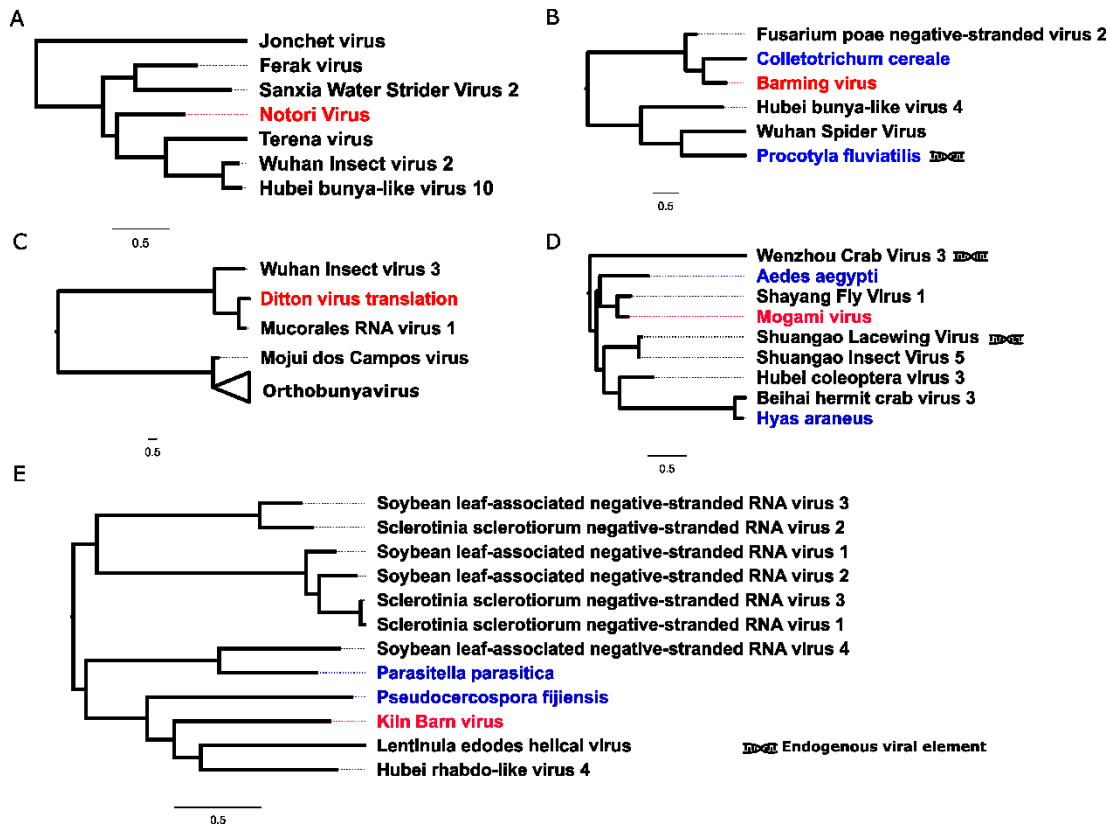 A
Jonchet virus
Ferak virus
Sanxia Water Strider Virus 2
Notori Virus
Terena virus
Wuhan Insect virus 2
Hubei bunya-like virus 10
0.5
B
Fusarium poae negative-stranded virus 2
Colletotrichum cereale
Barming virus
Hubei bunya-like virus 4
Wuhan Spider Virus
Procotyla fluviatilis
0.5
C
Wuhan Insect virus 3
Ditton virus translation
Mucorales RNA virus 1
Mojui dos Campos virus
Orthobunyavirus
0.5
D
Wenzhou Crab Virus 3
Aedes aegypti
Shayang Fly Virus 1
Mogami virus
Shuangao Lacewing Virus
Shuangao Insect Virus 5
Hubei coleoptera virus 3
Beihai hermit crab virus 3
Hyas araneus
0.5
E
Soybean leaf-associated negative-stranded RNA virus 3
Sclerotinia sclerotiorum negative-stranded RNA virus 2
Soybean leaf-associated negative-stranded RNA virus 1
Soybean leaf-associated negative-stranded RNA virus 2
Sclerotinia sclerotiorum negative-stranded RNA virus 3
Sclerotinia sclerotiorum negative-stranded RNA virus 1
Soybean leaf-associated negative-stranded RNA virus 4
Parasitella parasitica
Pseudocercospora fijiensis
Kiln Barn virus
Lentinula edodes helical virus
Hubei rhabdo-like virus 4
Endogenous viral element
0.5